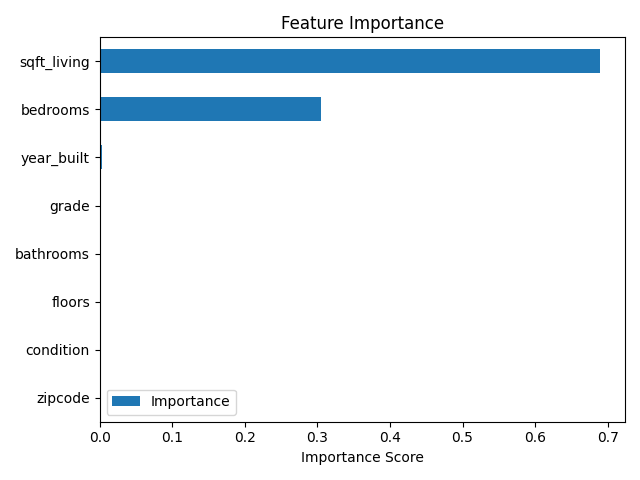 Feature Importance
sqft_living
bedrooms
year_built
grade
bathrooms
floors
condition
zipcode
Importance
0.0 0.1 0.2 0.3 0.4 0.5 0.6 0.7
Importance Score